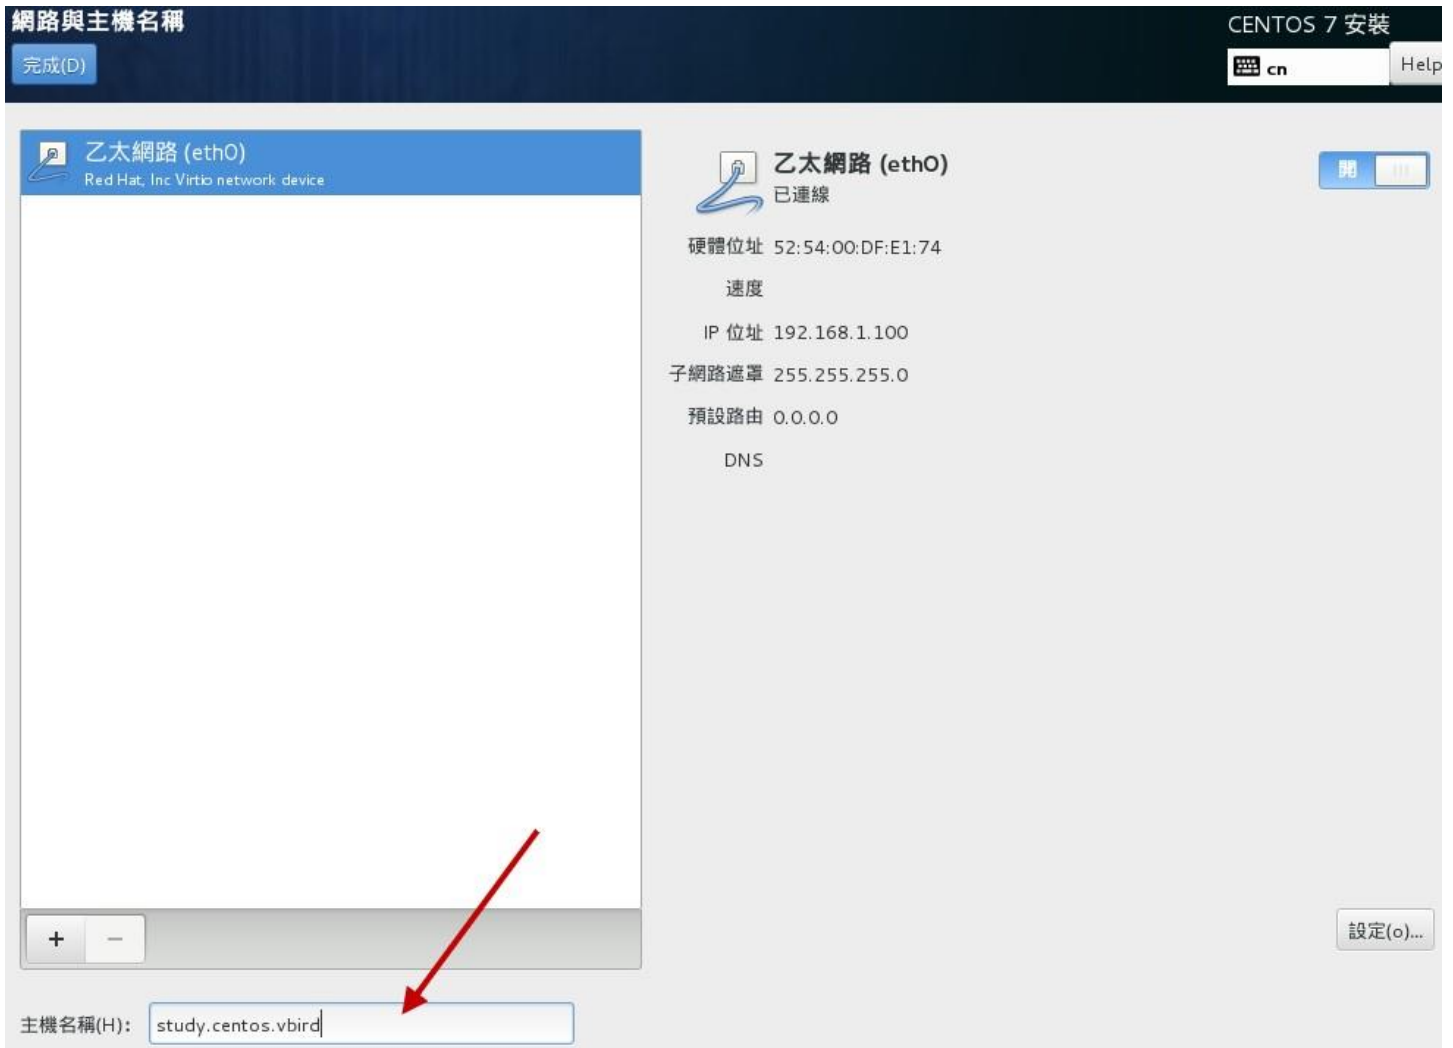 網路與主機名稱
完成(D)
CENTOS 7 安裝
cn
Help
乙太網路 (eth0)
Red Hat, Inc Virtio network device
乙太網路 (eth0)
已連線
開
硬體位址 52:54:00:DF:E1:74
速度
IP 位址 192.168.1.100
子網路遮罩 255.255.255.0
預設路由 0.0.0.0
DNS
+ −
設定(o)...
主機名稱(H): study.centos.vbird